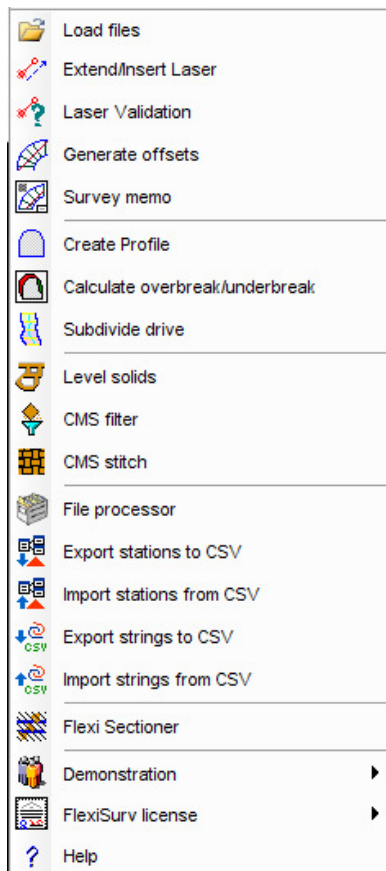 Load files
Extend/Insert Laser
Laser Validation
Generate offsets
Survey memo
Create Profile
Calculate overbreak/underbreak
Subdivide drive
Level solids
CMS filter
CMS stitch
File processor
Export stations to CSV
Import stations from CSV
CSV
Export strings to CSV
CSV
Import strings from CSV
Flexi Sectioner
Demonstration
FlexiSurv license
Help